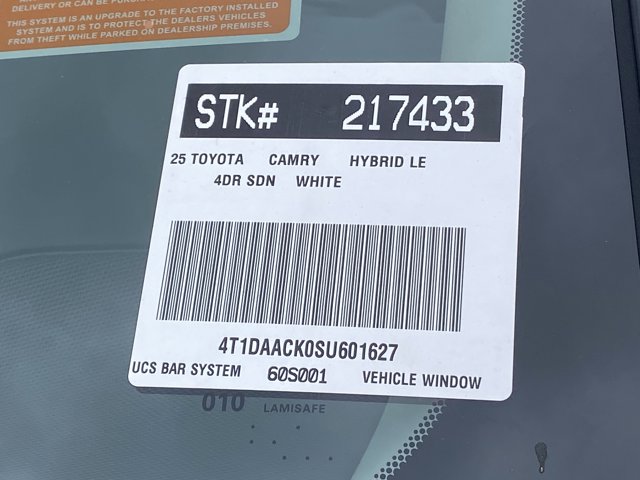 DELIVERY OR CAN BE
THIS SYSTEM IS AN UPGRADE TO THE FACTORY INSTALLED
SYSTEM AND IS TO PROTECT THE DEALERS VEHICLES
FROM THEFT WHILE PARKED ON DEALERSHIP PREMISES.
STK# 217433
25 TOYOTA CAMRY HYBRID LE
4DR SDN WHITE
4T1DAACK0SU601627
UCS BAR SYSTEM 60S001 VEHICLE WINDOW
010 LAMISAFE